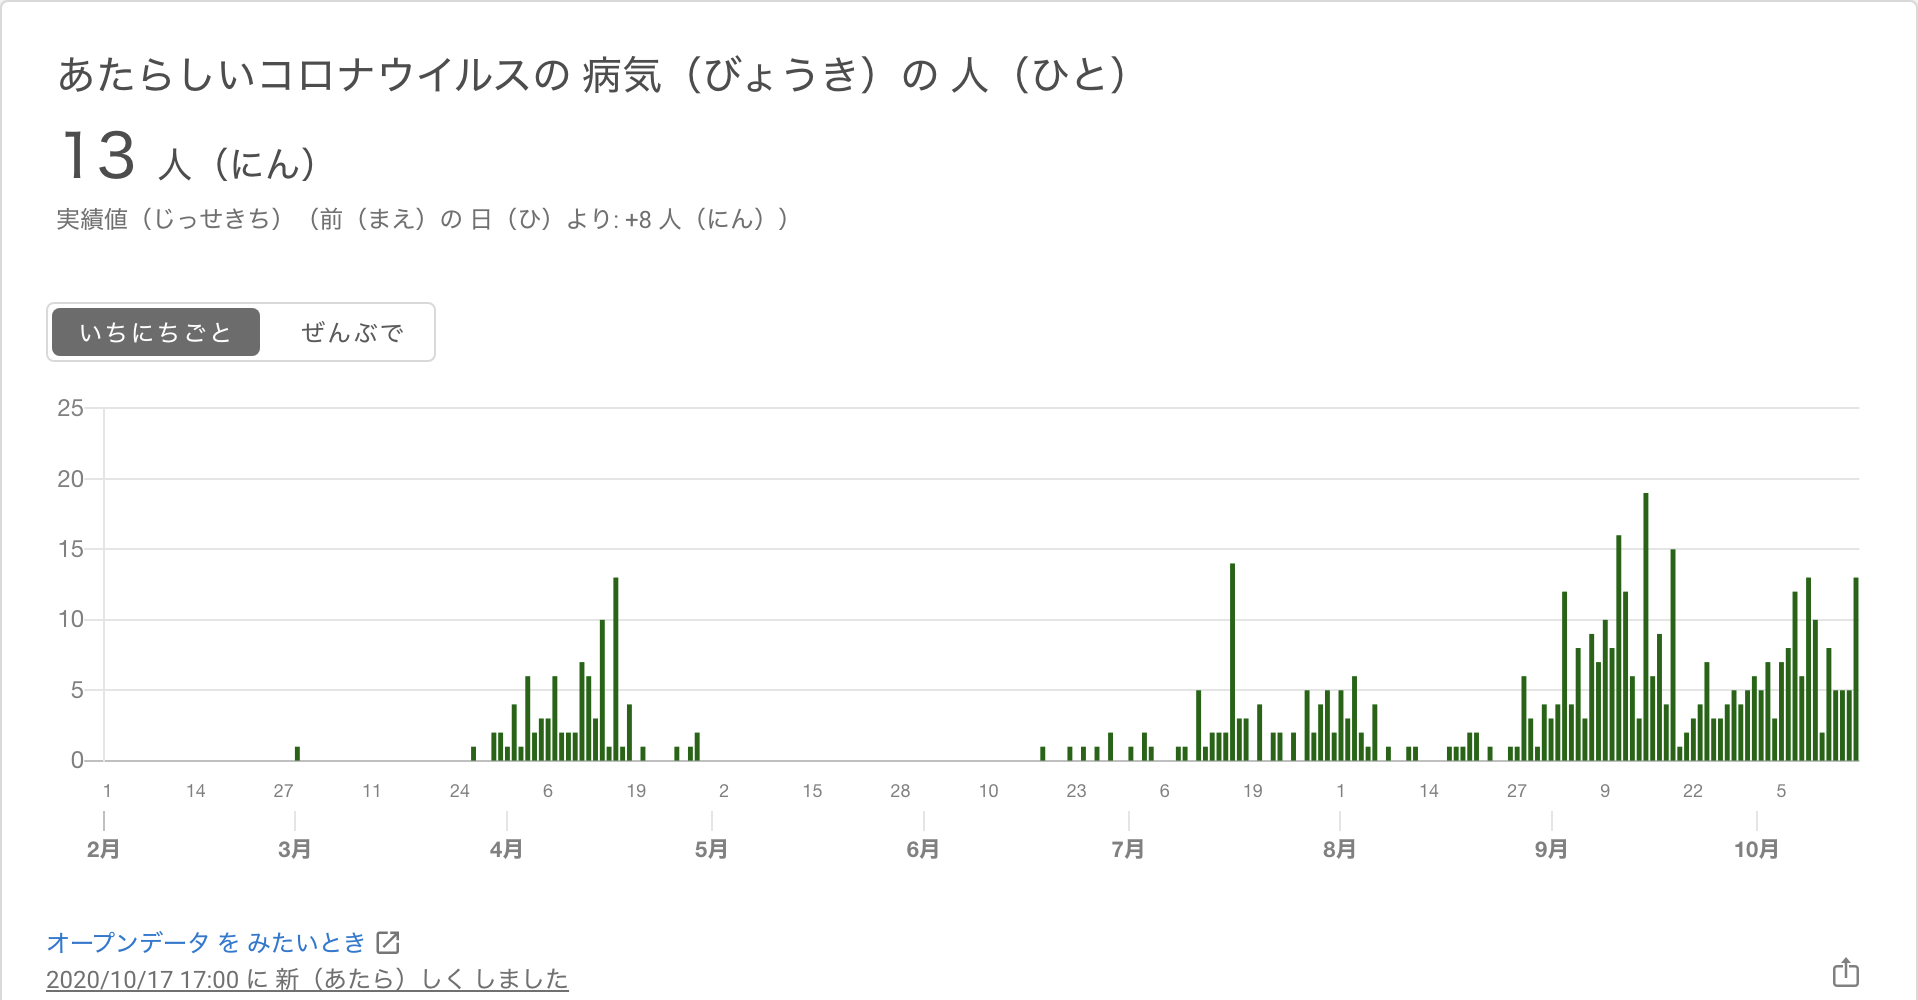 あたらしいコロナウイルスの 病気（びょうき）の 人（ひと）
13 人（にん）
実績値（じっせきち）（前（まえ）の 日（ひ）より: +8 人（にん））
いちにちごと ぜんぶで
25
20
15
10
5
0
1 14 27 11 24 6 19 2 15 28 10 23 6 19 1 14 27 9 22 5
2月 3月 4月 5月 6月 7月 8月 9月 10月
オープンデータ を みたいとき
2020/10/17 17:00 に 新（あたら）しく しました